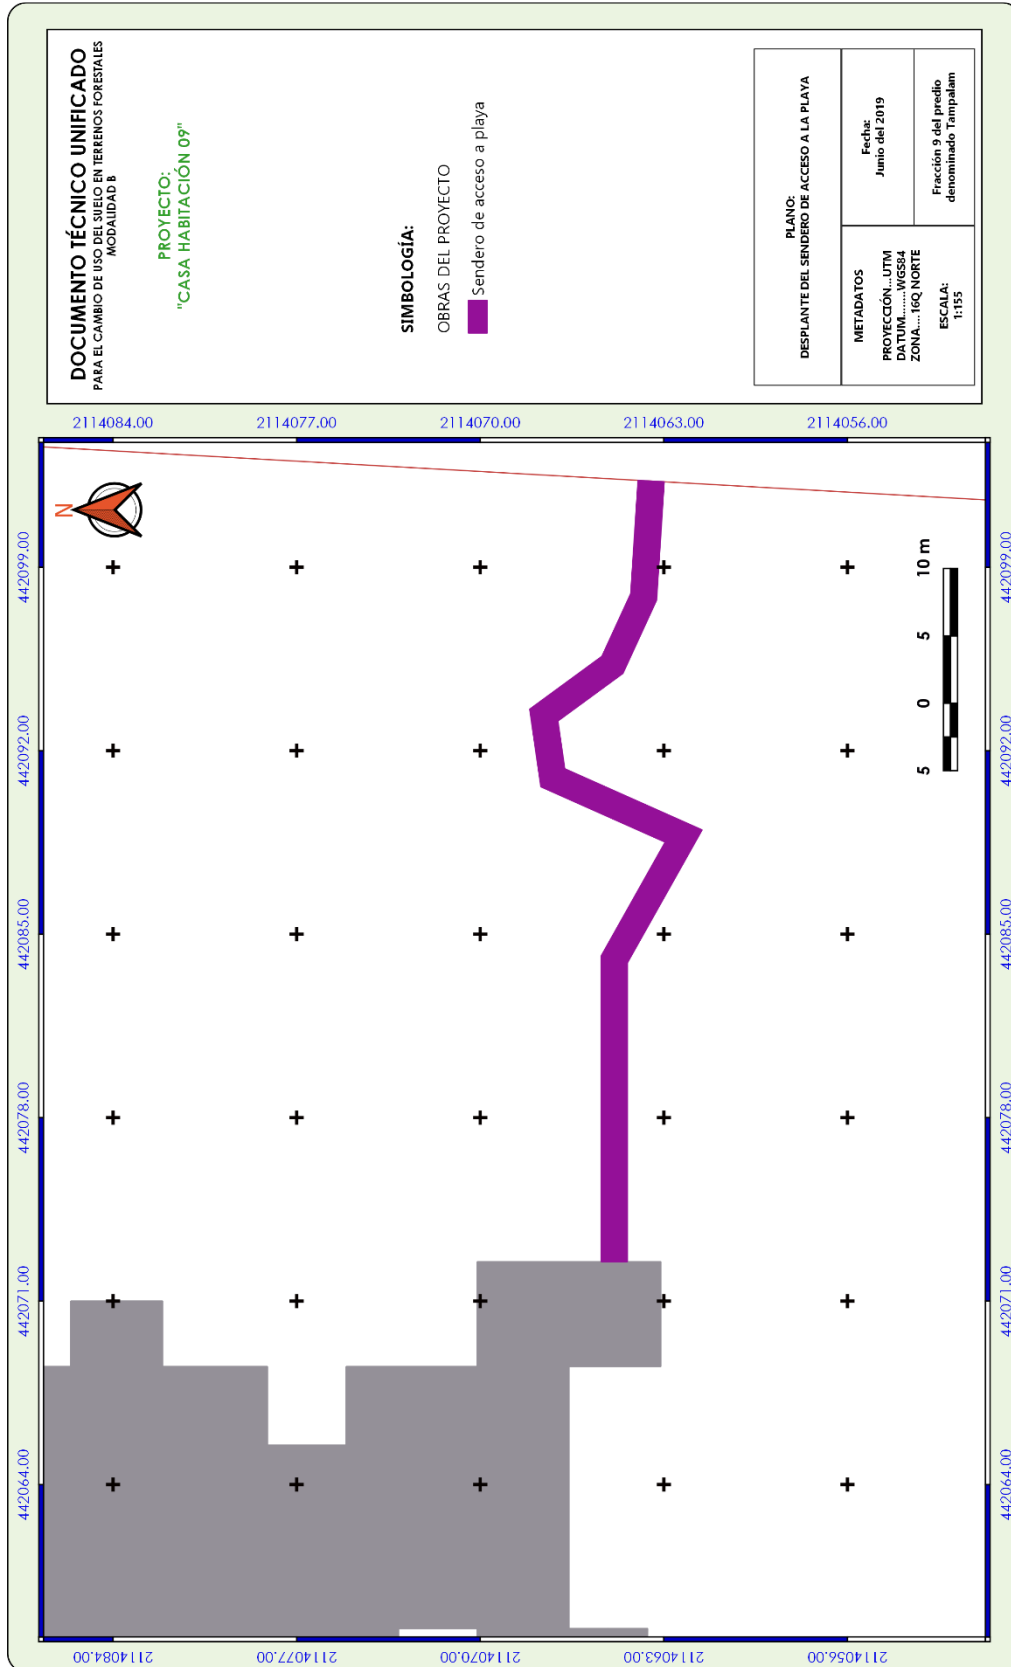 DOCUMENTO TÉCNICO UNIFICADO
PARA EL CAMBIO DE USO DEL SUELO EN TERRENOS FORESTALES
MODALIDAD B
PROYECTO:
"CASA HABITACIÓN 09"
SIMBOLOGÍA:
OBRAS DEL PROYECTO
Sendero de acceso a playa
PLANO:
DESPLANTE DEL SENDERO DE ACCESO A LA PLAYA
METADATOS
PROYECCIÓN...UTM
DATUM........WGS84
ZONA....16Q NORTE
ESCALA:
1:155
Fecha:
Junio del 2019
Fracción 9 del predio
denominado Tampalam
442064.00
442071.00
442078.00
442085.00
442092.00
442099.00
N
2114084.00
2114084.00
2114077.00
2114077.00
2114070.00
2114070.00
2114063.00
2114063.00
2114056.00
2114056.00
5 0 5 10 m
442064.00
442071.00
442078.00
442085.00
442092.00
442099.00